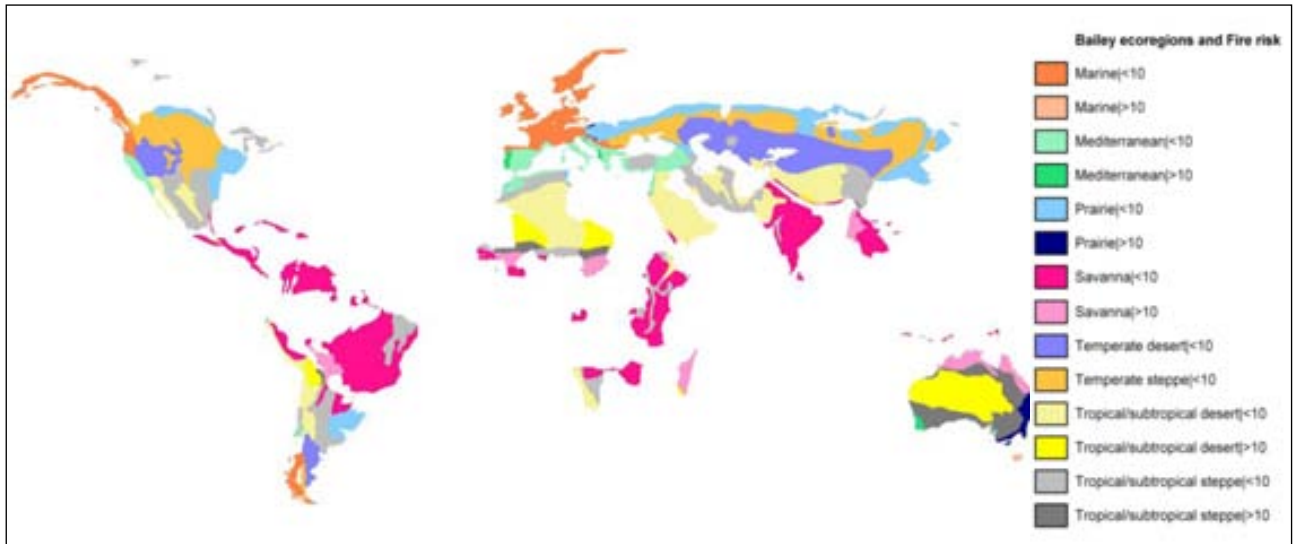 Bailey ecoregions and Fire risk
Marine|<10
Marine|>10
Mediterranean|<10
Mediterranean|>10
Prairie|<10
Prairie|>10
Savanna|<10
Savanna|>10
Temperate desert|<10
Temperate steppe|<10
Tropical/subtropical desert|<10
Tropical/subtropical desert|>10
Tropical/subtropical steppe|<10
Tropical/subtropical steppe|>10